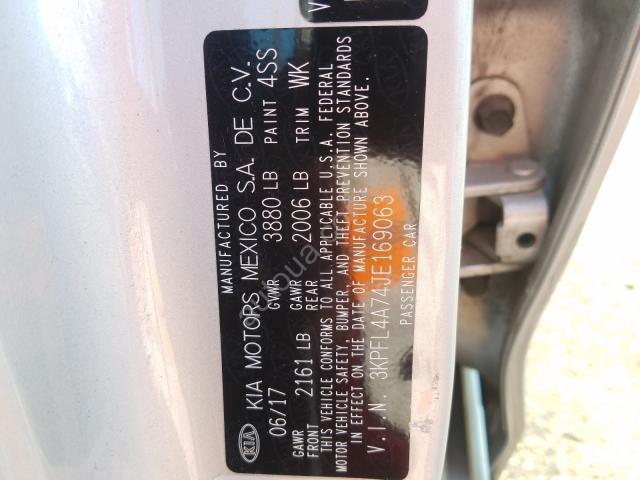 MANUFACTURED BY
KIA KIA MOTORS MEXICO S.A. DE C.V.
06/17 GVWR 3880 LB PAINT 4SS
GAWR FRONT 2161 LB GAWR REAR 2006 LB TRIM WK
THIS VEHICLE CONFORMS TO ALL APPLICABLE U.S.A. FEDERAL
MOTOR VEHICLE SAFETY, BUMPER, AND THEFT PREVENTION STANDARDS
IN EFFECT ON THE DATE OF MANUFACTURE SHOWN ABOVE.
V.I.N. 3KPFL4A74JE169063
PASSENGER CAR